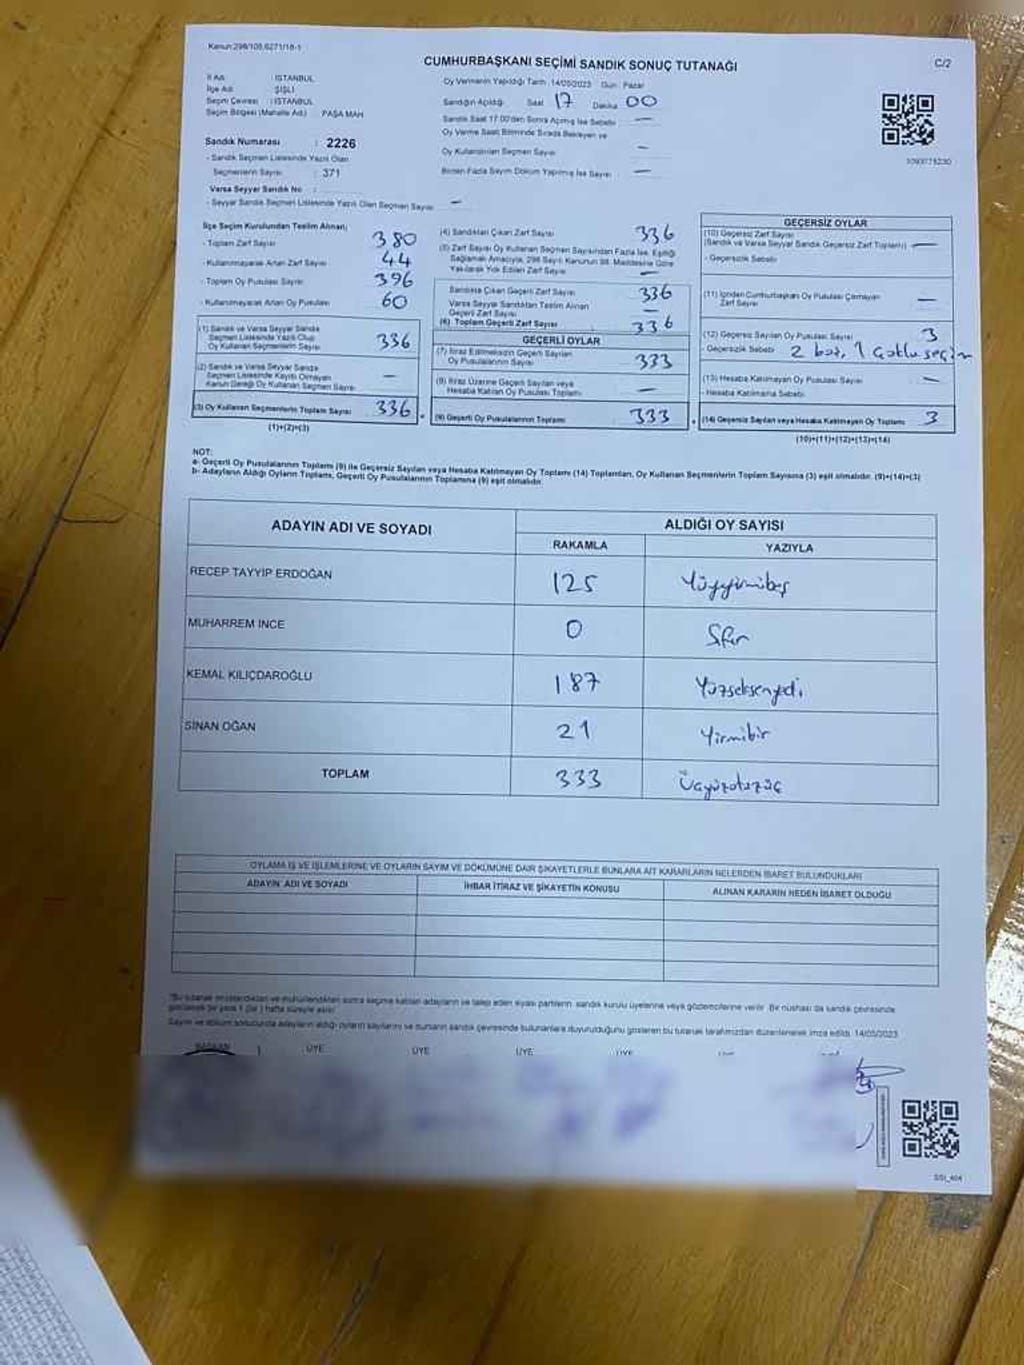 Kanun:298/105,6271/18-1
CUMHURBAŞKANI SEÇİMİ SANDIK SONUÇ TUTANAĞI
C/2
İl Adı : İSTANBUL
İlçe Adı : ŞİŞLİ
Seçim Çevresi : İSTANBUL
Seçim Bölgesi (Mahalle Adı) : PAŞA MAH
Sandık Numarası : 2226
- Sandık Seçmen Listesinde Yazılı Olan
Seçmenlerin Sayısı : 371
Varsa Seyyar Sandık No :
- Seyyar Sandık Seçmen Listesinde Yazılı Olan Seçmen Sayısı —
Oy Vermenin Yapıldığı Tarih : 14/05/2023 Gün : Pazar
Sandığın Açıldığı Saat 17 Dakika 00
Sandık Saat 17:00'den Sonra Açılmış İse Sebebi —
Oy Verme Saati Bitiminde Sırada Bekleyen ve
Oy Kullandırılan Seçmen Sayısı —
Birden Fazla Sayım Döküm Yapılmış İse Sayısı —
1090775230
İlçe Seçim Kurulundan Teslim Alınan;
- Toplam Zarf Sayısı 380
- Kullanılmayarak Artan Zarf Sayısı 44
- Toplam Oy Pusulası Sayısı 396
- Kullanılmayarak Artan Oy Pusulası 60
(1) Sandık ve Varsa Seyyar Sandık
Seçmen Listesinde Yazılı Olup
Oy Kullanan Seçmenlerin Sayısı 336
(2) Sandık ve Varsa Seyyar Sandık
Seçmen Listesinde Kaydı Olmayan
Kanun Gereği Oy Kullanan Seçmen Sayısı —
(3) Oy Kullanan Seçmenlerin Toplam Sayısı 336
(1)+(2)=(3)
(4) Sandıktan Çıkan Zarf Sayısı 336
(5) Zarf Sayısı Oy Kullanan Seçmen Sayısından Fazla İse, Eşitliği
Sağlamak Amacıyla, 298 Sayılı Kanunun 98. Maddesine Göre
Yakılarak Yok Edilen Zarf Sayısı —
Sandıkta Çıkan Geçerli Zarf Sayısı 336
Varsa Seyyar Sandıktan Teslim Alınan
Geçerli Zarf Sayısı —
(6) Toplam Geçerli Zarf Sayısı 336
GEÇERLİ OYLAR
(7) İtiraz Edilmeksizin Geçerli Sayılan
Oy Pusulalarının Sayısı 333
(8) İtiraz Üzerine Geçerli Sayılan veya
Hesaba Katılan Oy Pusulası Toplamı —
(9) Geçerli Oy Pusulalarının Toplamı 333
GEÇERSİZ OYLAR
(10) Geçersiz Zarf Sayısı
(Sandık ve Varsa Seyyar Sandık Geçersiz Zarf Toplamı) —
- Geçersizlik Sebebi
(11) İçinden Cumhurbaşkanı Oy Pusulası Çıkmayan
Zarf Sayısı —
(12) Geçersiz Sayılan Oy Pusulası Sayısı 3
- Geçersizlik Sebebi 2 boş, 1 Çoklu seçim
(13) Hesaba Katılmayan Oy Pusulası Sayısı —
- Hesaba Katılmama Sebebi
(14) Geçersiz Sayılan veya Hesaba Katılmayan Oy Toplamı 3
(10)+(11)+(12)+(13)=(14)
NOT:
a- Geçerli Oy Pusulalarının Toplamı (9) ile Geçersiz Sayılan veya Hesaba Katılmayan Oy Toplamı (14) Toplamları, Oy Kullanan Seçmenlerin Toplam Sayısına (3) eşit olmalıdır. (9)+(14)=(3)
b- Adayların Aldığı Oyların Toplamı, Geçerli Oy Pusulalarının Toplamına (9) eşit olmalıdır.
ADAYIN ADI VE SOYADI
ALDIĞI OY SAYISI
RAKAMLA YAZIYLA
RECEP TAYYİP ERDOĞAN 125 Yüzyirmibeş
MUHARREM İNCE 0 Sıfır
KEMAL KILIÇDAROĞLU 187 Yüzseksenyedi
SİNAN OĞAN 21 Yirmibir
TOPLAM 333 Üçyüzotuzüç
OYLAMA İŞ VE İŞLEMLERİNE VE OYLARIN SAYIM VE DÖKÜMÜNE DAİR ŞİKAYETLERLE BUNLARA AİT KARARLARIN NELERDEN İBARET BULUNDUKLARI
ADAYIN ADI VE SOYADI İHBAR İTİRAZ VE ŞİKAYETİN KONUSU ALINAN KARARIN NEDEN İBARET OLDUĞU
*Bu tutanak imzalandıktan ve mühürlendikten sonra seçime katılan adayların ve talep eden siyasi partilerin sandık kurulu üyelerine veya gözlemcilerine verilir. Bir nüshası da sandık çevresinde
görülecek bir yere 1 (bir) hafta süreyle asılır.
Sayım ve döküm sonucunda adayların aldığı oyların sayılarını ve bunların sandık çevresinde bulunanlara duyurulduğunu gösteren bu tutanak tarafımızdan düzenlenerek imza edildi. 14/05/2023
BAŞKAN ÜYE ÜYE ÜYE ÜYE